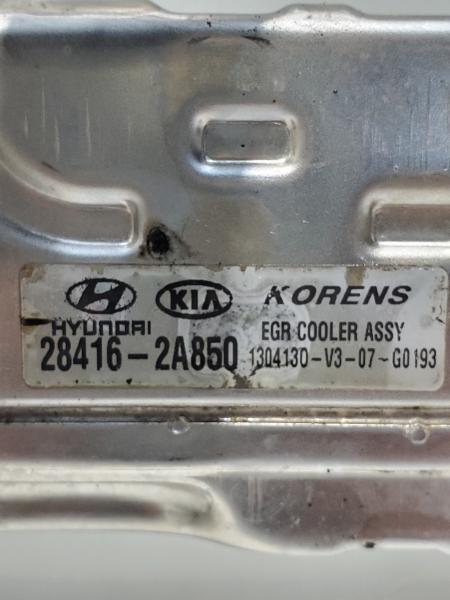 HYUNDAI KIA KORENS
EGR COOLER ASSY
28416-2A850 1304130-V3-07-G0193